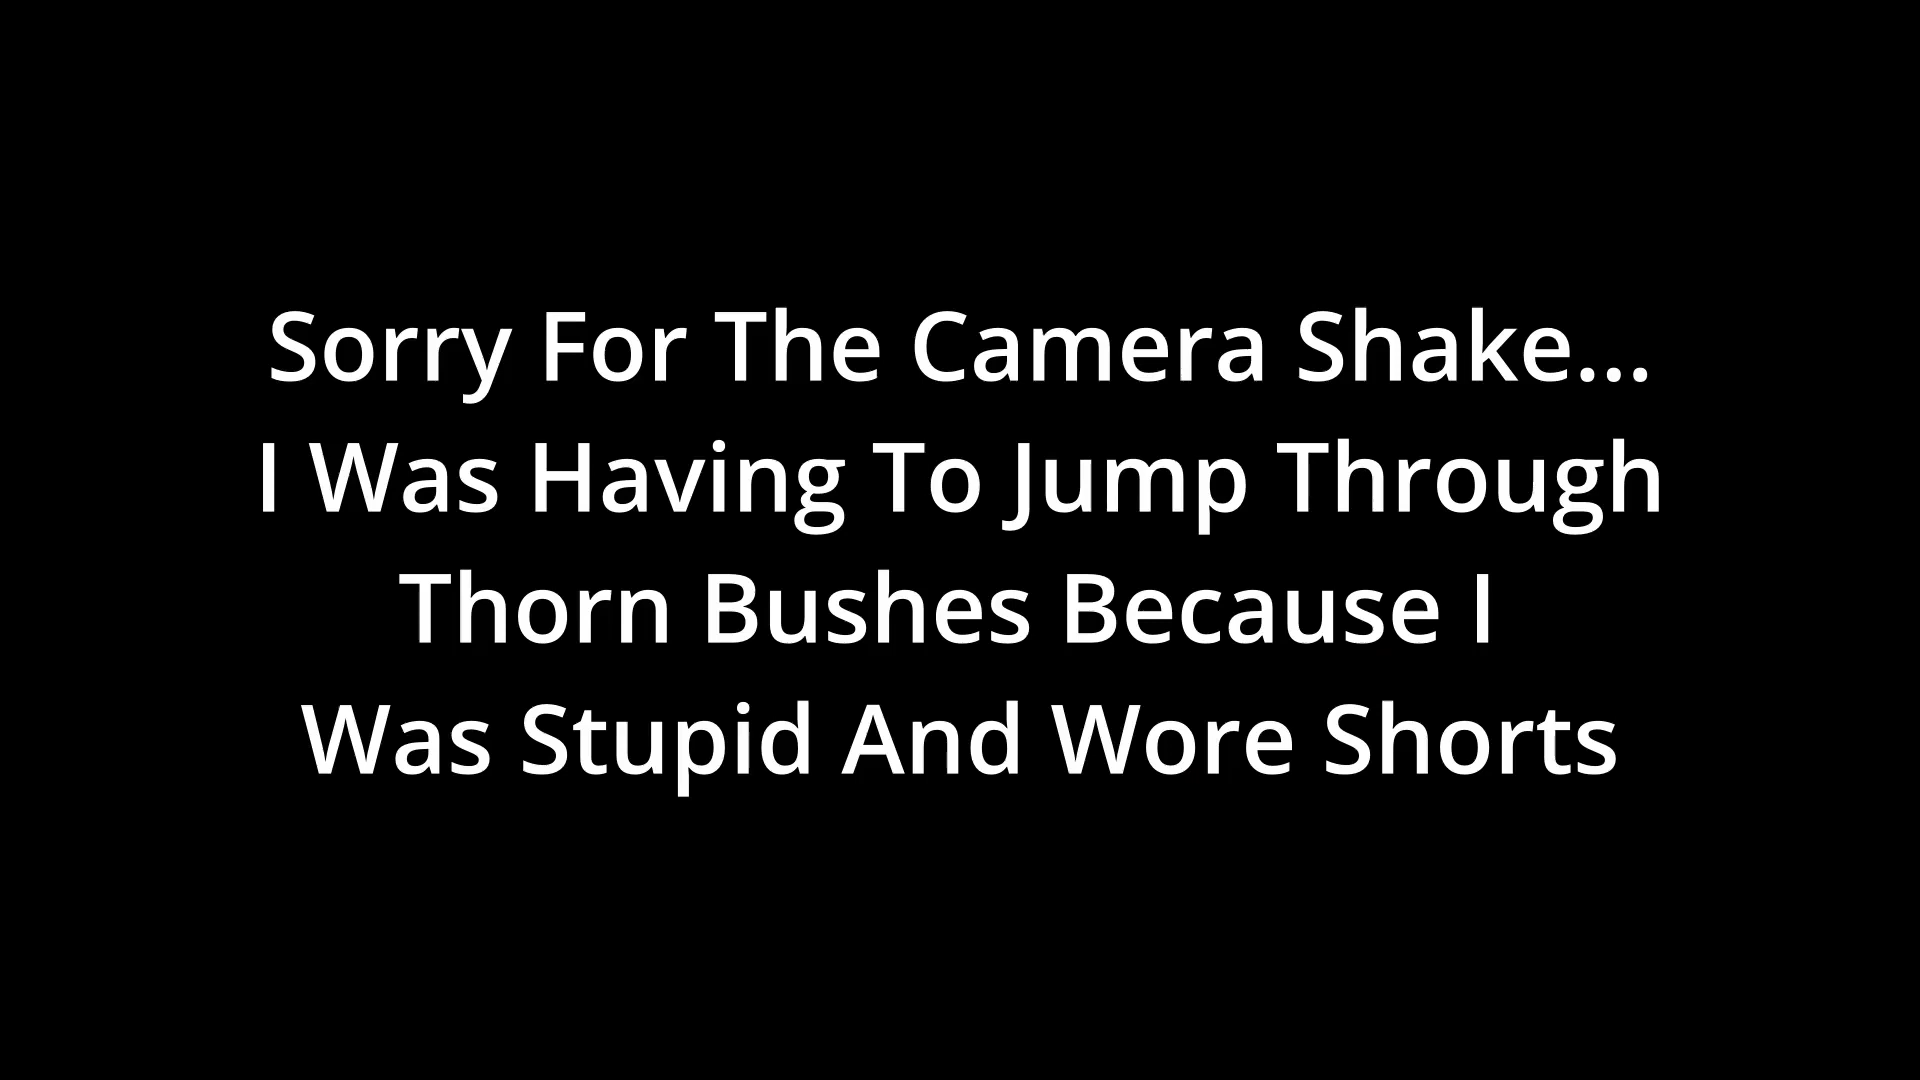 Sorry For The Camera Shake...
I Was Having To Jump Through
Thorn Bushes Because I
Was Stupid And Wore Shorts